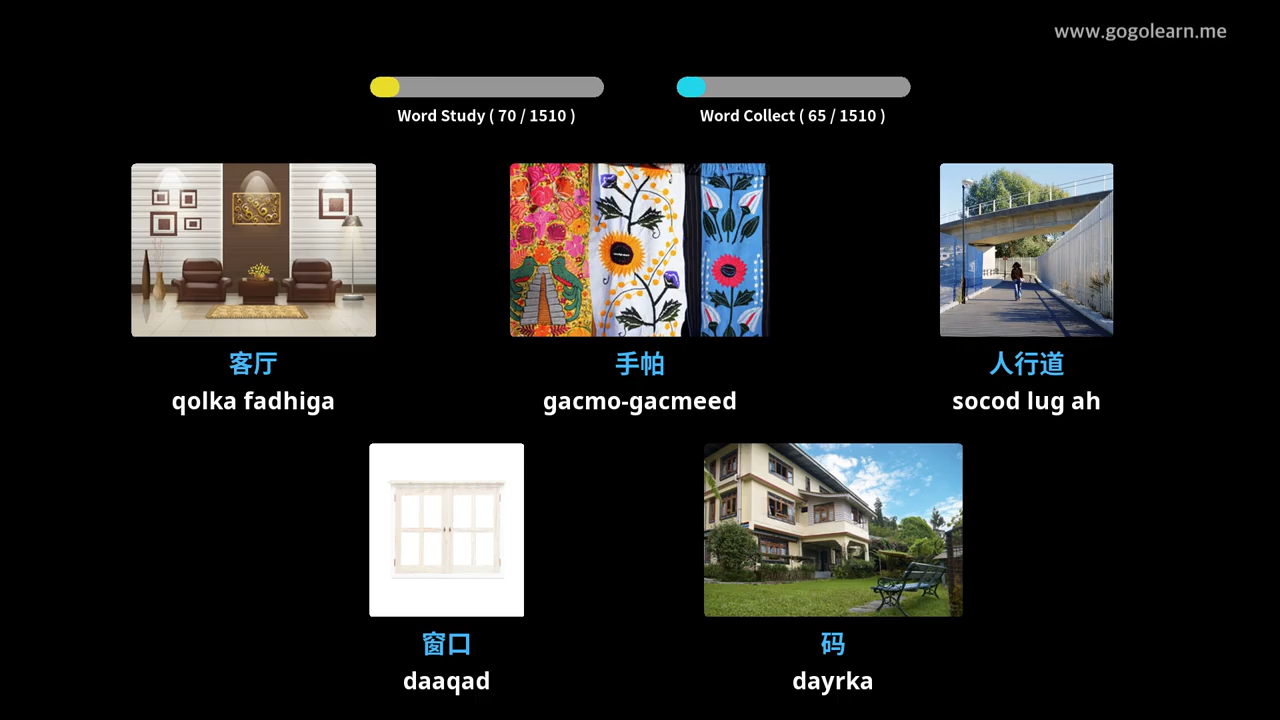 www.gogolearn.me
Word Study ( 70 / 1510 )
Word Collect ( 65 / 1510 )
客厅
qolka fadhiga
手帕
gacmo-gacmeed
人行道
socod lug ah
窗口
daaqad
码
dayrka